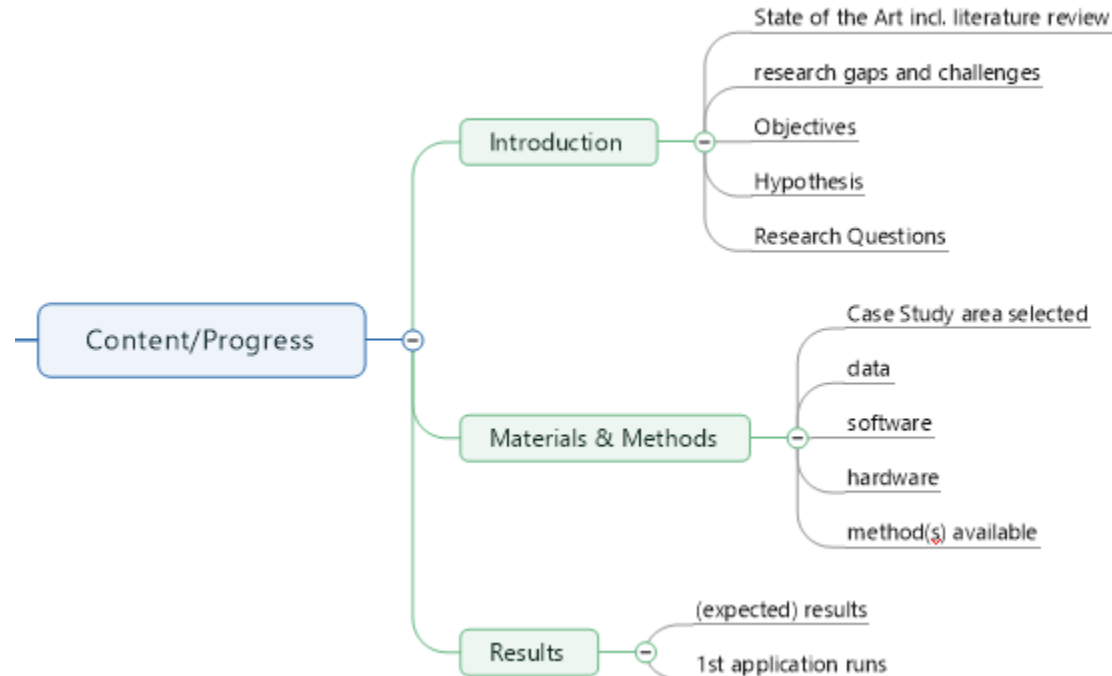 Content/Progress
Introduction
State of the Art incl. literature review
research gaps and challenges
Objectives
Hypothesis
Research Questions
Materials & Methods
Case Study area selected
data
software
hardware
method(s) available
Results
(expected) results
1st application runs